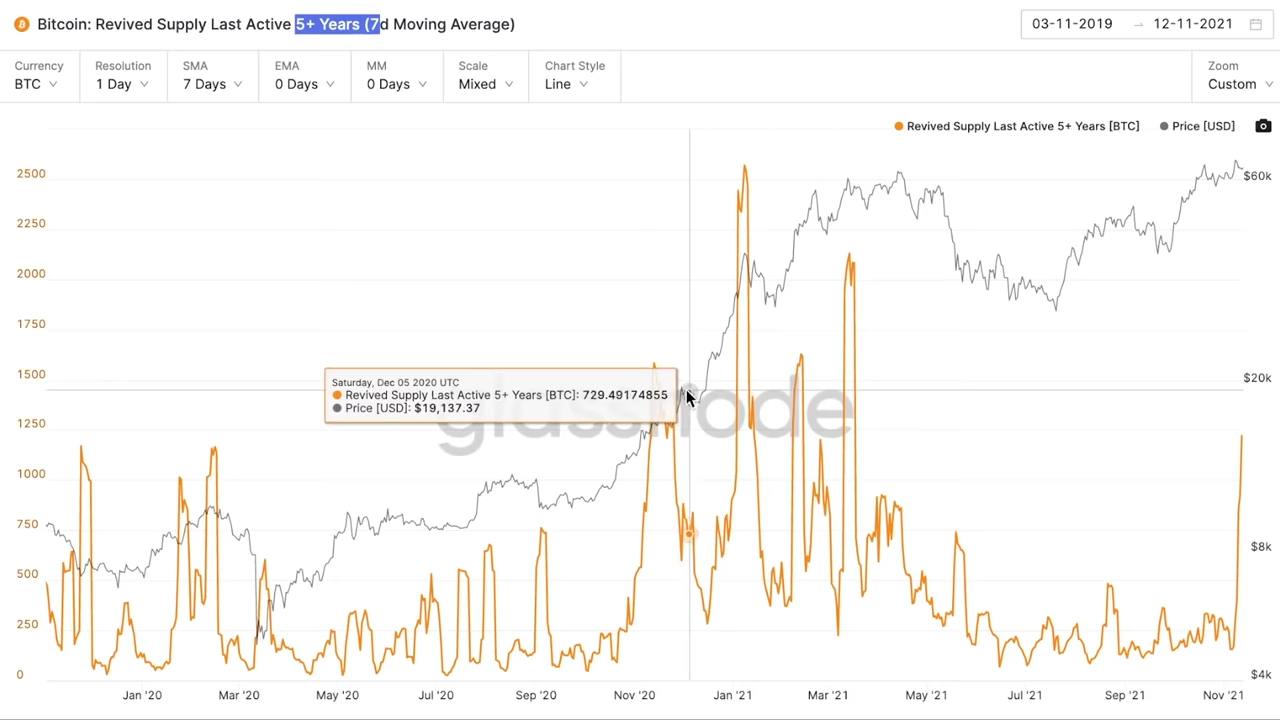 Bitcoin: Revived Supply Last Active 5+ Years (7d Moving Average)
03-11-2019 → 12-11-2021
Currency Resolution SMA EMA MM Scale Chart Style Zoom
BTC 1 Day 7 Days 0 Days 0 Days Mixed Line Custom
Revived Supply Last Active 5+ Years [BTC] Price [USD]
2500 $60k
2250
2000
1750
1500 $20k
Saturday, Dec 05 2020 UTC
Revived Supply Last Active 5+ Years [BTC]: 729.49174855
Price [USD]: $19,137.37
glassnode
1250
1000
750 $8k
500
250
0 $4k
Jan '20 Mar '20 May '20 Jul '20 Sep '20 Nov '20 Jan '21 Mar '21 May '21 Jul '21 Sep '21 Nov '21